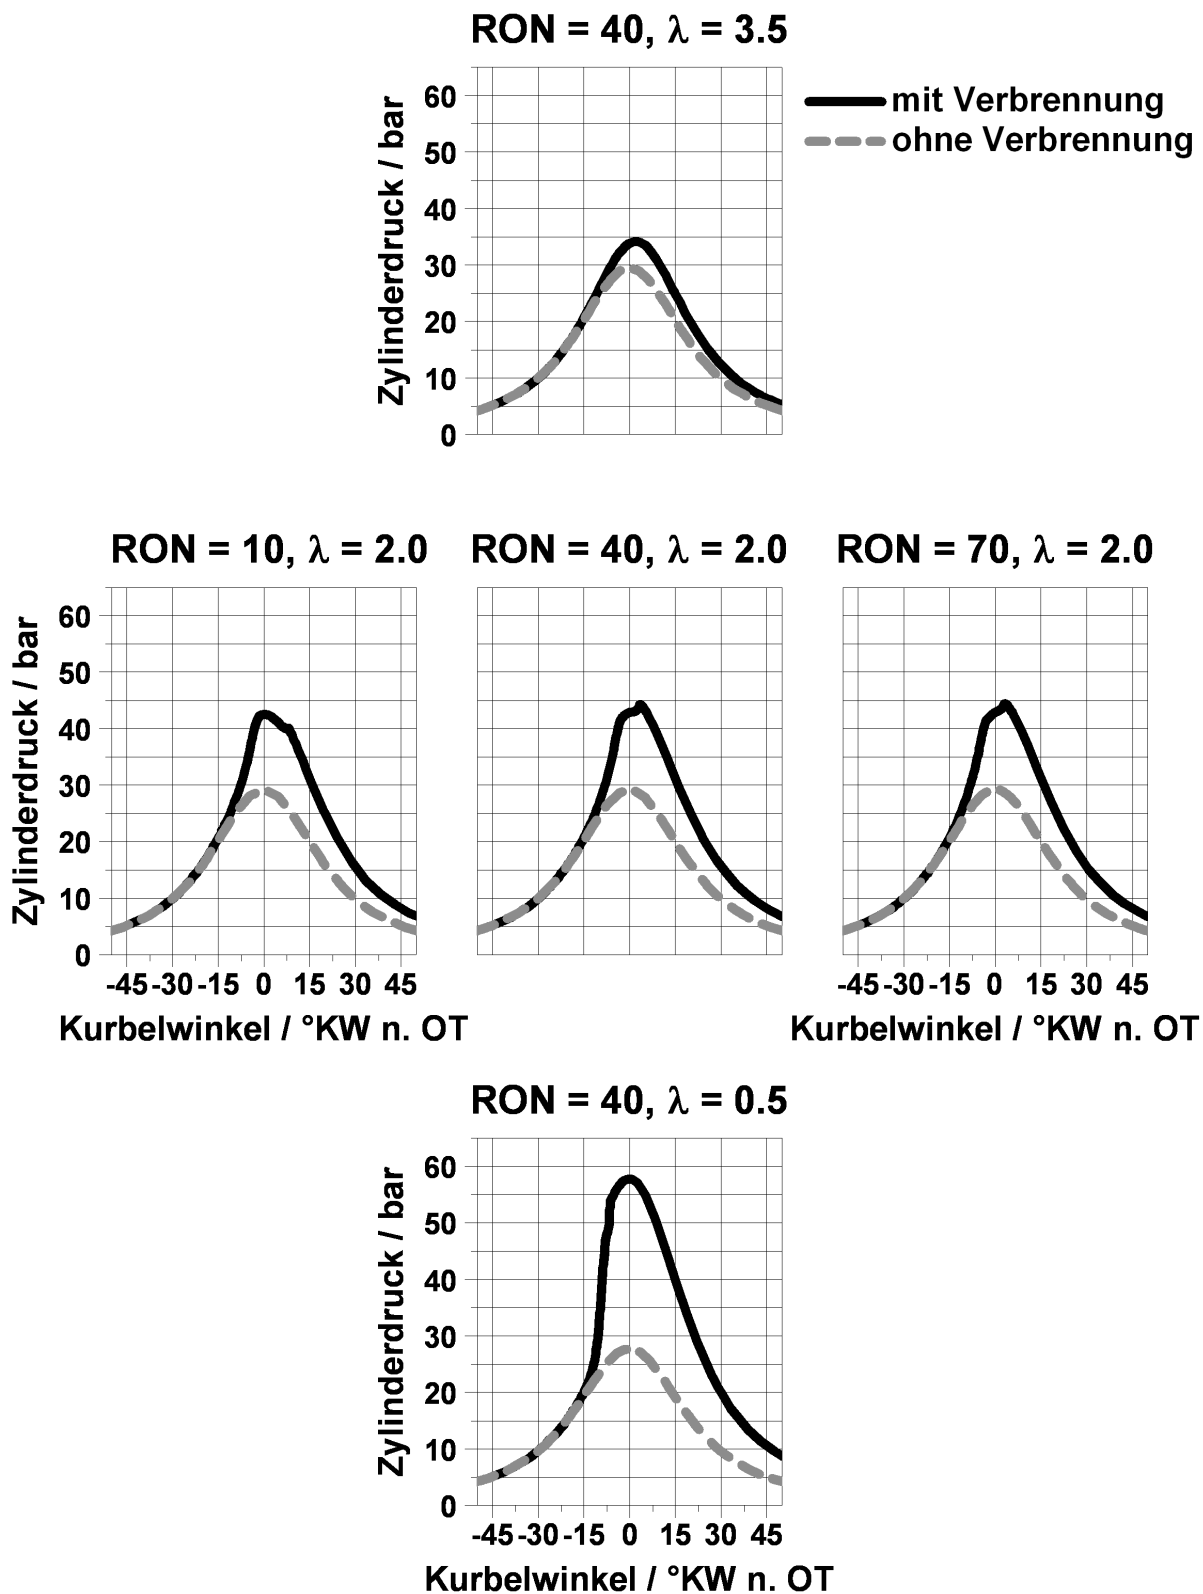 RON = 40, λ = 3.5
mit Verbrennung
ohne Verbrennung
Zylinderdruck / bar
60
50
40
30
20
10
0
RON = 10, λ = 2.0
RON = 40, λ = 2.0
RON = 70, λ = 2.0
Zylinderdruck / bar
60
50
40
30
20
10
0
-45 -30 -15 0 15 30 45
-45 -30 -15 0 15 30 45
Kurbelwinkel / °KW n. OT
Kurbelwinkel / °KW n. OT
RON = 40, λ = 0.5
Zylinderdruck / bar
60
50
40
30
20
10
0
-45 -30 -15 0 15 30 45
Kurbelwinkel / °KW n. OT